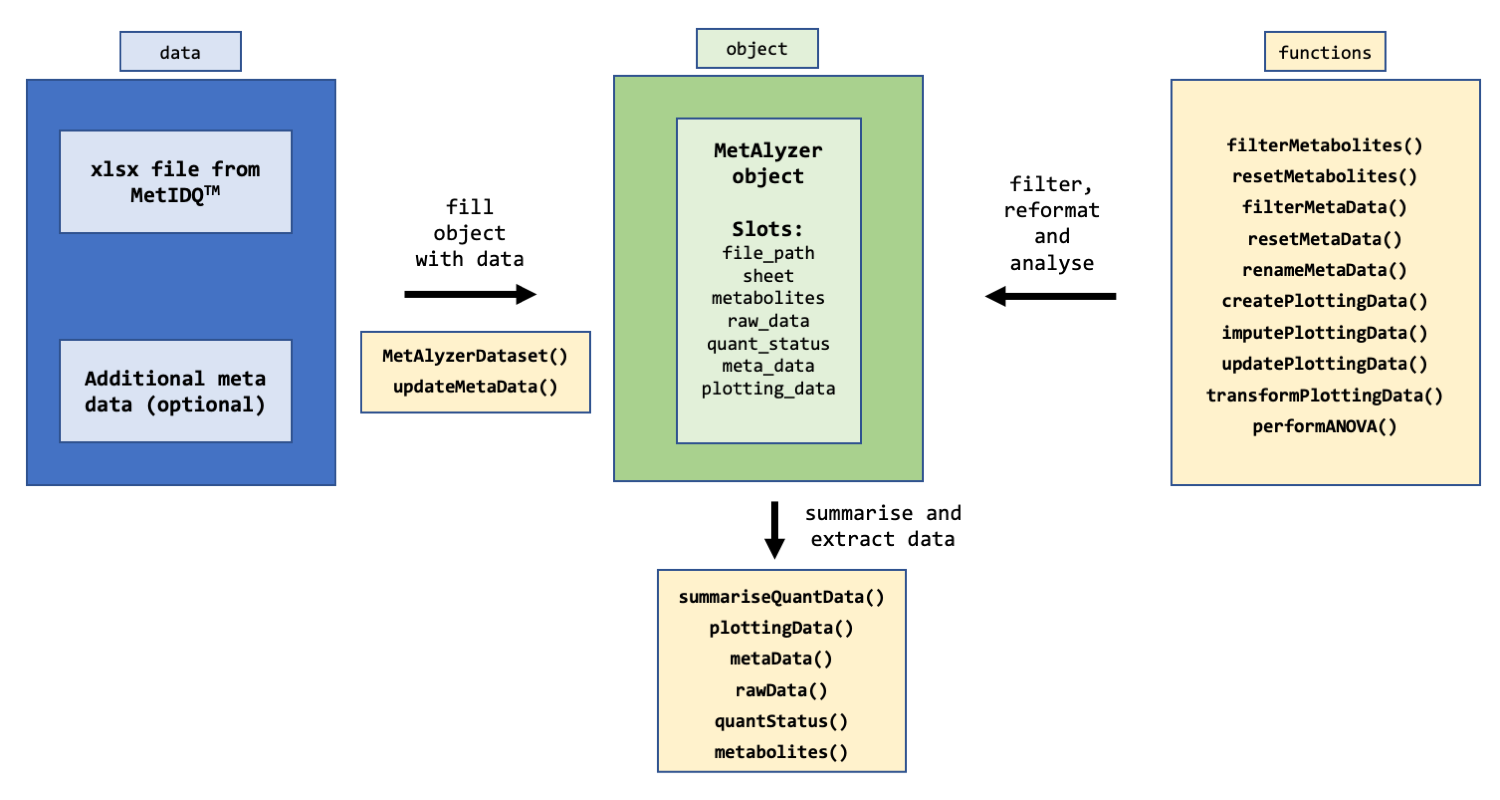 data
xlsx file from
MetIDQ™
Additional meta
data (optional)
fill
object
with data
MetAlyzerDataset()
updateMetaData()
object
MetAlyzer
object
Slots:
file_path
sheet
metabolites
raw_data
quant_status
meta_data
plotting_data
filter,
reformat
and
analyse
functions
filterMetabolites()
resetMetabolites()
filterMetaData()
resetMetaData()
renameMetaData()
createPlottingData()
imputePlottingData()
updatePlottingData()
transformPlottingData()
performANOVA()
summarise and
extract data
summariseQuantData()
plottingData()
metaData()
rawData()
quantStatus()
metabolites()